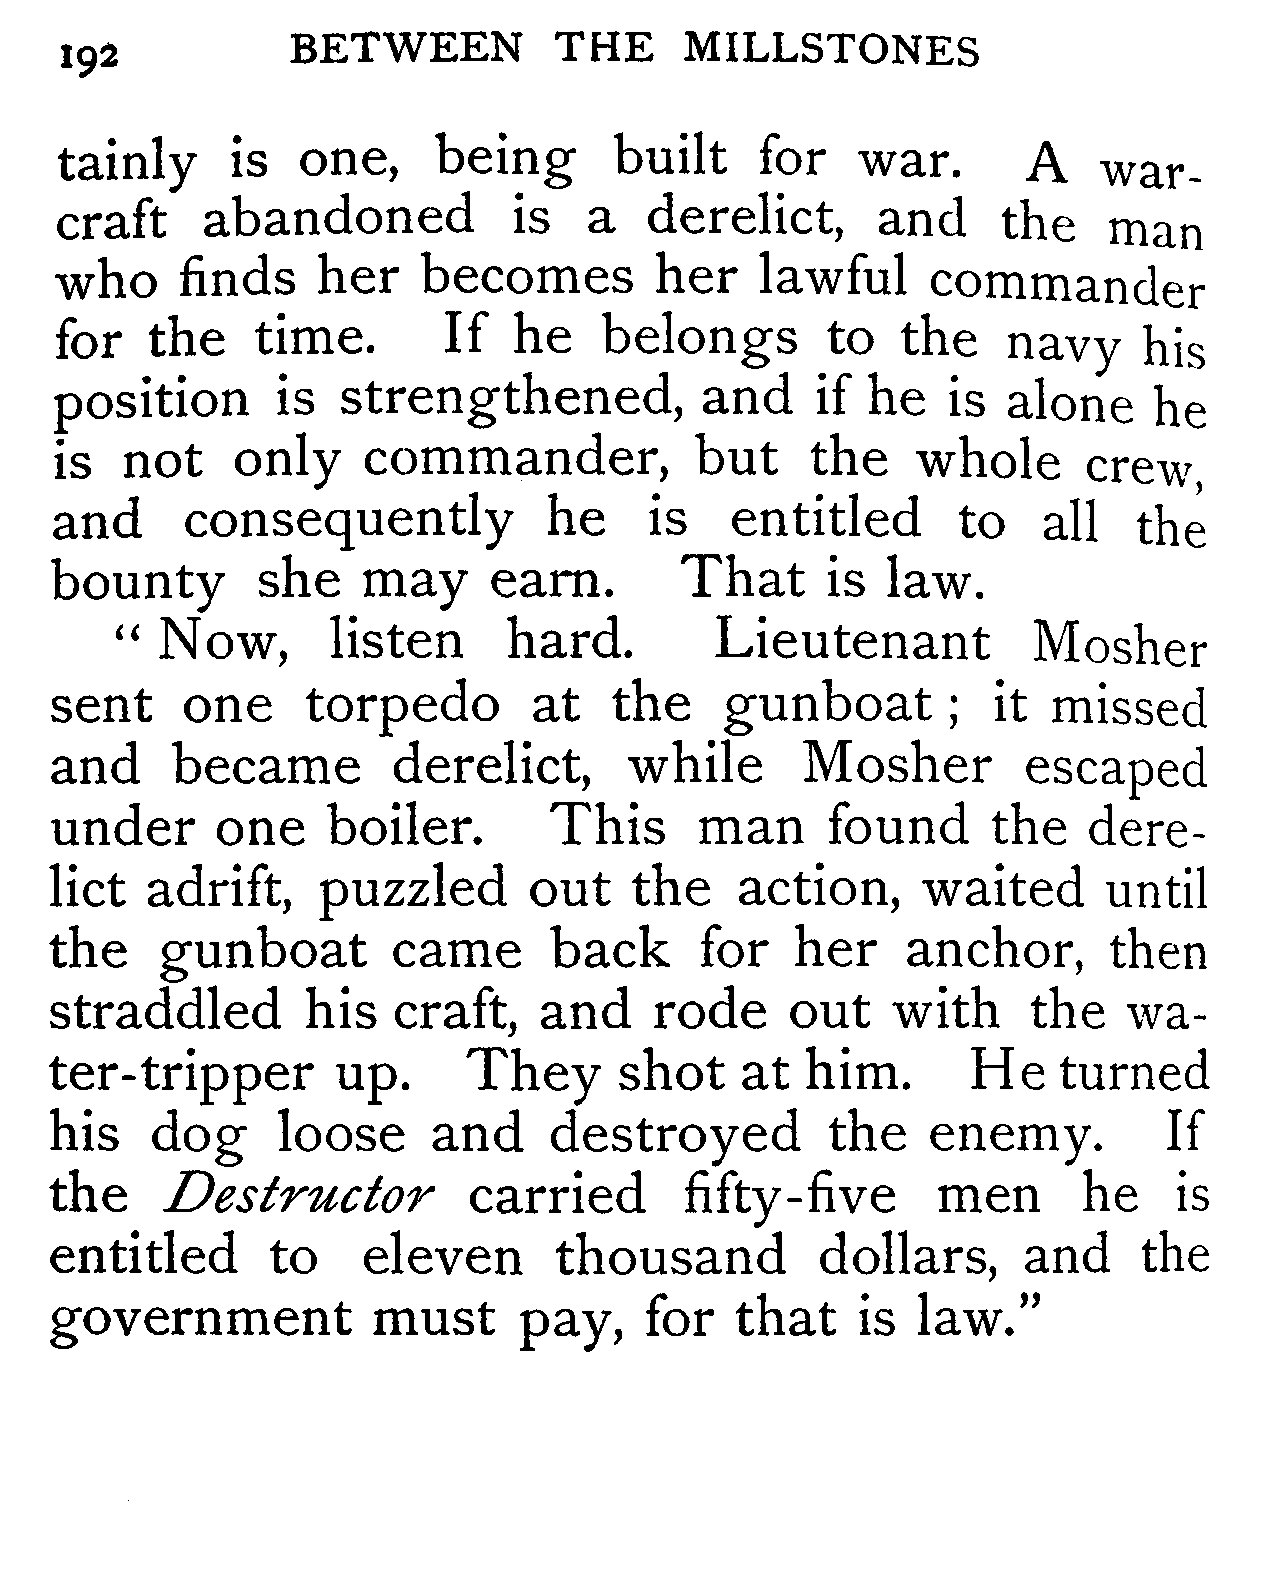 192 BETWEEN THE MILLSTONES
tainly is one, being built for war. A war-
craft abandoned is a derelict, and the man
who finds her becomes her lawful commander
for the time. If he belongs to the navy his
position is strengthened, and if he is alone he
is not only commander, but the whole crew,
and consequently he is entitled to all the
bounty she may earn. That is law.
“ Now, listen hard. Lieutenant Mosher
sent one torpedo at the gunboat ; it missed
and became derelict, while Mosher escaped
under one boiler. This man found the dere-
lict adrift, puzzled out the action, waited until
the gunboat came back for her anchor, then
straddled his craft, and rode out with the wa-
ter-tripper up. They shot at him. He turned
his dog loose and destroyed the enemy. If
the Destructor carried fifty-five men he is
entitled to eleven thousand dollars, and the
government must pay, for that is law.”